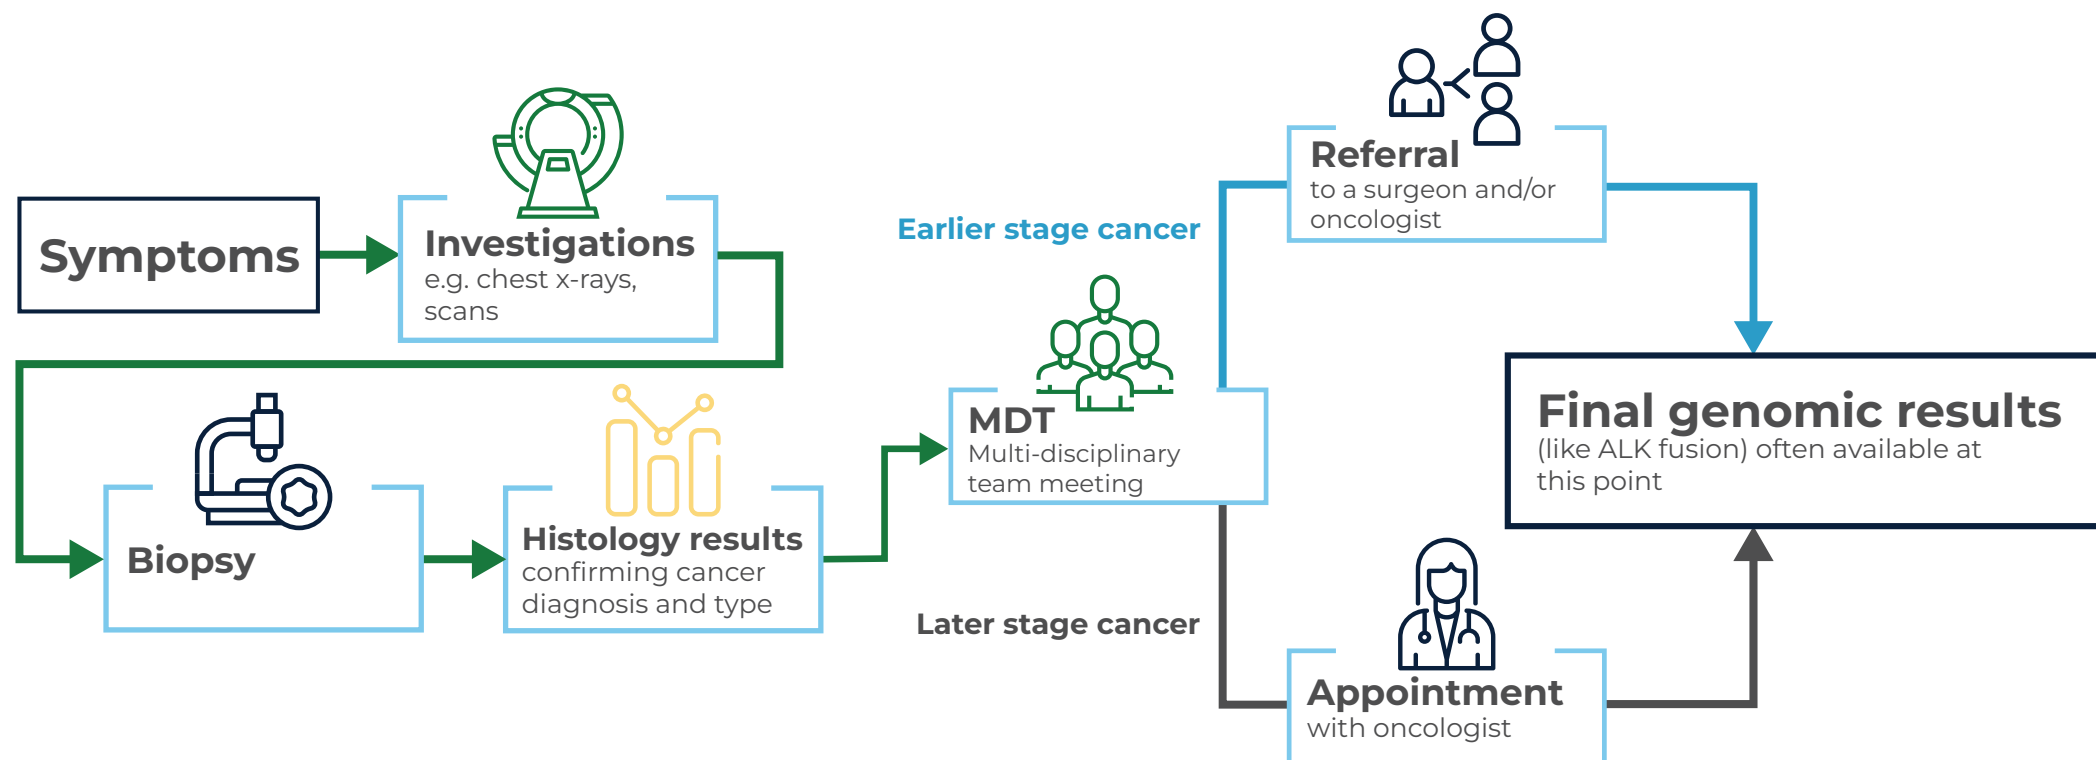 Symptoms
Investigations
e.g. chest x-rays,
scans
Biopsy
Histology results
confirming cancer
diagnosis and type
MDT
Multi-disciplinary
team meeting
Earlier stage cancer
Referral
to a surgeon and/or
oncologist
Later stage cancer
Appointment
with oncologist
Final genomic results
(like ALK fusion) often available at
this point